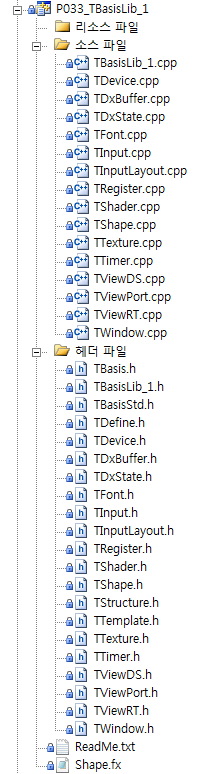 PO33_TBasisLib_1
리소스 파일
소스 파일
TBasisLib_1.cpp
TDevice.cpp
TDxBuffer.cpp
TDxState.cpp
TFont.cpp
TInput.cpp
TInputLayout.cpp
TRegister.cpp
TShader.cpp
TShape.cpp
TTexture.cpp
TTimer.cpp
TViewDS.cpp
TViewPort.cpp
TViewRT.cpp
TWindow.cpp
헤더 파일
TBasis.h
TBasisLib_1.h
TBasisStd.h
TDefine.h
TDevice.h
TDxBuffer.h
TDxState.h
TFont.h
TInput.h
TInputLayout.h
TRegister.h
TShader.h
TShape.h
TStructure.h
TTemplate.h
TTexture.h
TTimer.h
TViewDS.h
TViewPort.h
TViewRT.h
TWindow.h
ReadMe.txt
Shape.fx